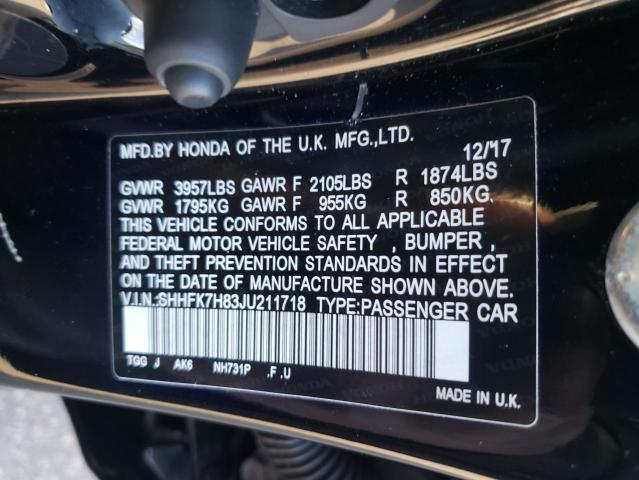 MFD.BY HONDA OF THE U.K. MFG.,LTD. 12/17
GVWR 3957LBS GAWR F 2105LBS R 1874LBS
GVWR 1795KG GAWR F 955KG R 850KG.
THIS VEHICLE CONFORMS TO ALL APPLICABLE
FEDERAL MOTOR VEHICLE SAFETY , BUMPER ,
AND THEFT PREVENTION STANDARDS IN EFFECT
ON THE DATE OF MANUFACTURE SHOWN ABOVE.
V.I.N.:SHHFK7H83JU211718 TYPE:PASSENGER CAR
TGG J AK6 NH731P .F .U
MADE IN U.K.